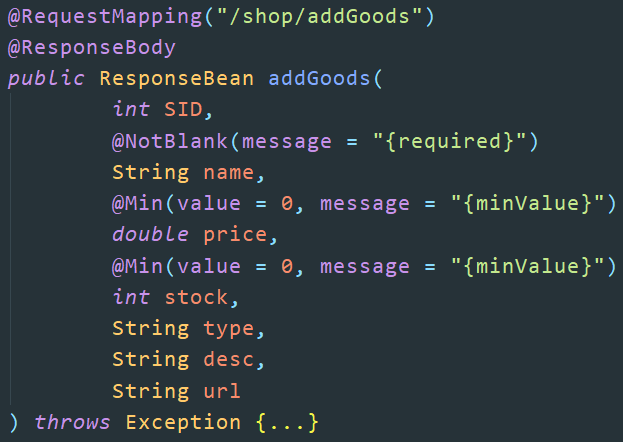 @RequestMapping("/shop/addGoods")
@ResponseBody
public ResponseBean addGoods(
int SID,
@NotBlank(message = "{required}")
String name,
@Min(value = 0, message = "{minValue}")
double price,
@Min(value = 0, message = "{minValue}")
int stock,
String type,
String desc,
String url
) throws Exception {...}